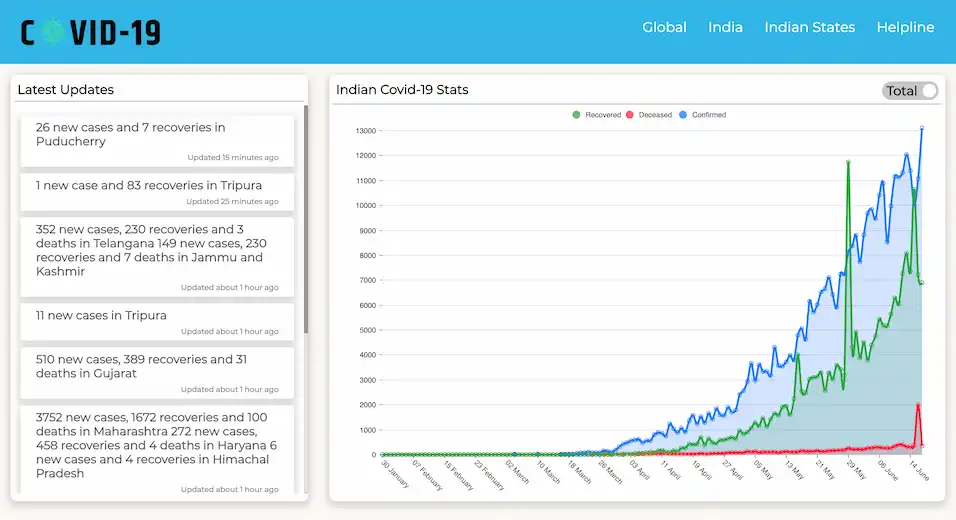 COVID-19
Global India Indian States Helpline
Latest Updates
26 new cases and 7 recoveries in
Puducherry
Updated 15 minutes ago
1 new case and 83 recoveries in Tripura
Updated 25 minutes ago
352 new cases, 230 recoveries and 3
deaths in Telangana 149 new cases, 230
recoveries and 7 deaths in Jammu and
Kashmir
Updated about 1 hour ago
11 new cases in Tripura
Updated about 1 hour ago
510 new cases, 389 recoveries and 31
deaths in Gujarat
Updated about 1 hour ago
3752 new cases, 1672 recoveries and 100
deaths in Maharashtra 272 new cases,
458 recoveries and 4 deaths in Haryana 6
new cases and 4 recoveries in Himachal
Pradesh
Updated about 1 hour ago
Indian Covid-19 Stats
Total
Recovered Deceased Confirmed
13000
12000
11000
10000
9000
8000
7000
6000
5000
4000
3000
2000
1000
0
30 January
07 February
15 February
23 February
02 March
10 March
18 March
26 March
03 April
11 April
19 April
27 April
05 May
13 May
21 May
29 May
06 June
14 June